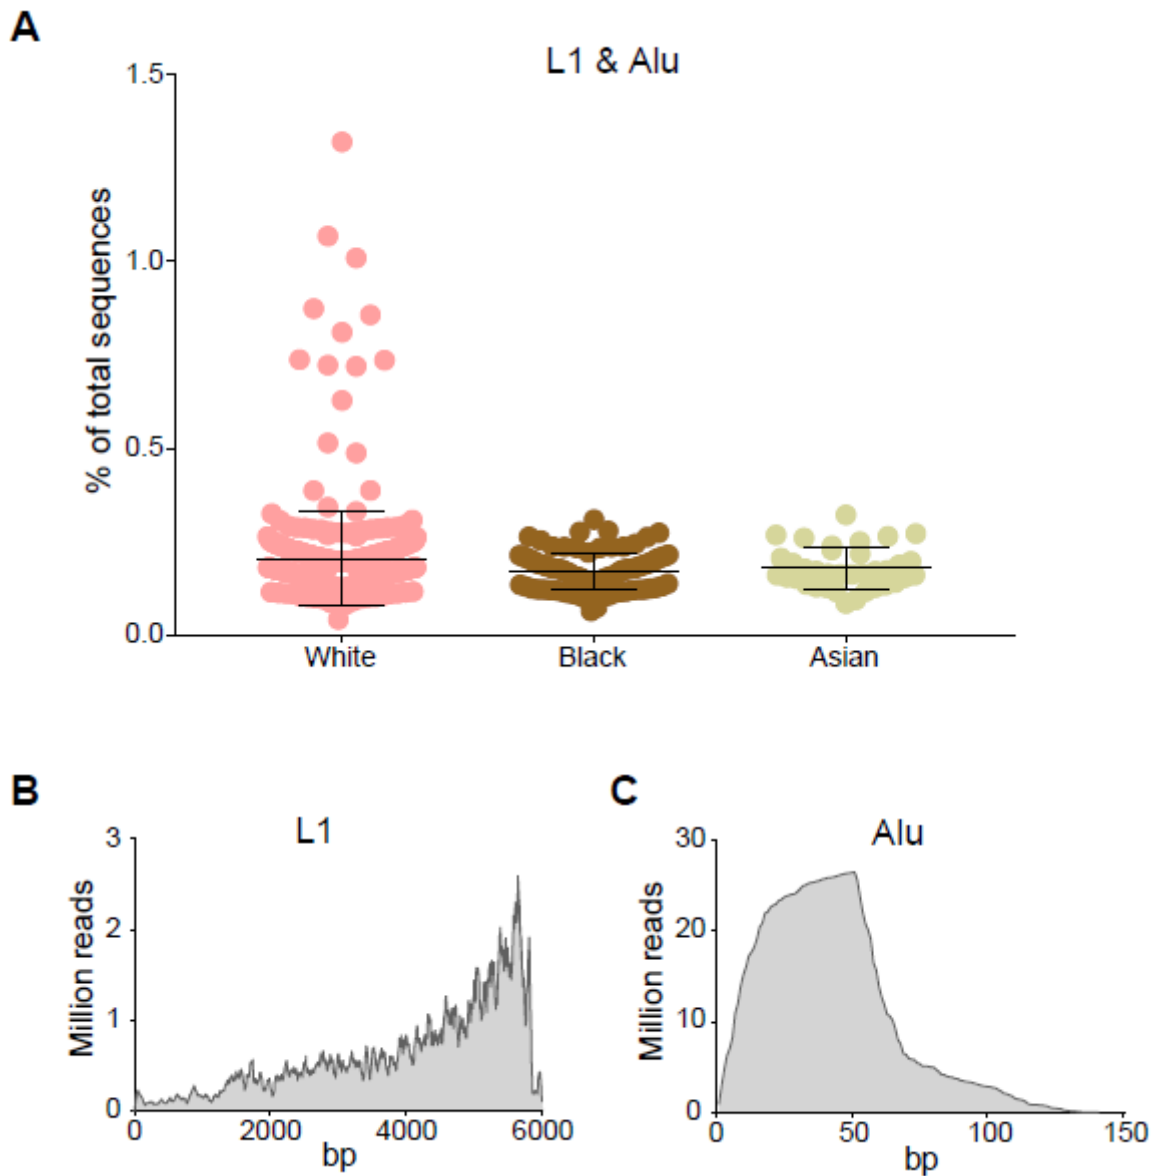 A
L1 & Alu
% of total sequences
1.5
1.0
0.5
0.0
White Black Asian
B
L1
Million reads
3
2
1
0
0 2000 4000 6000
bp
C
Alu
Million reads
30
20
10
0
0 50 100 150
bp